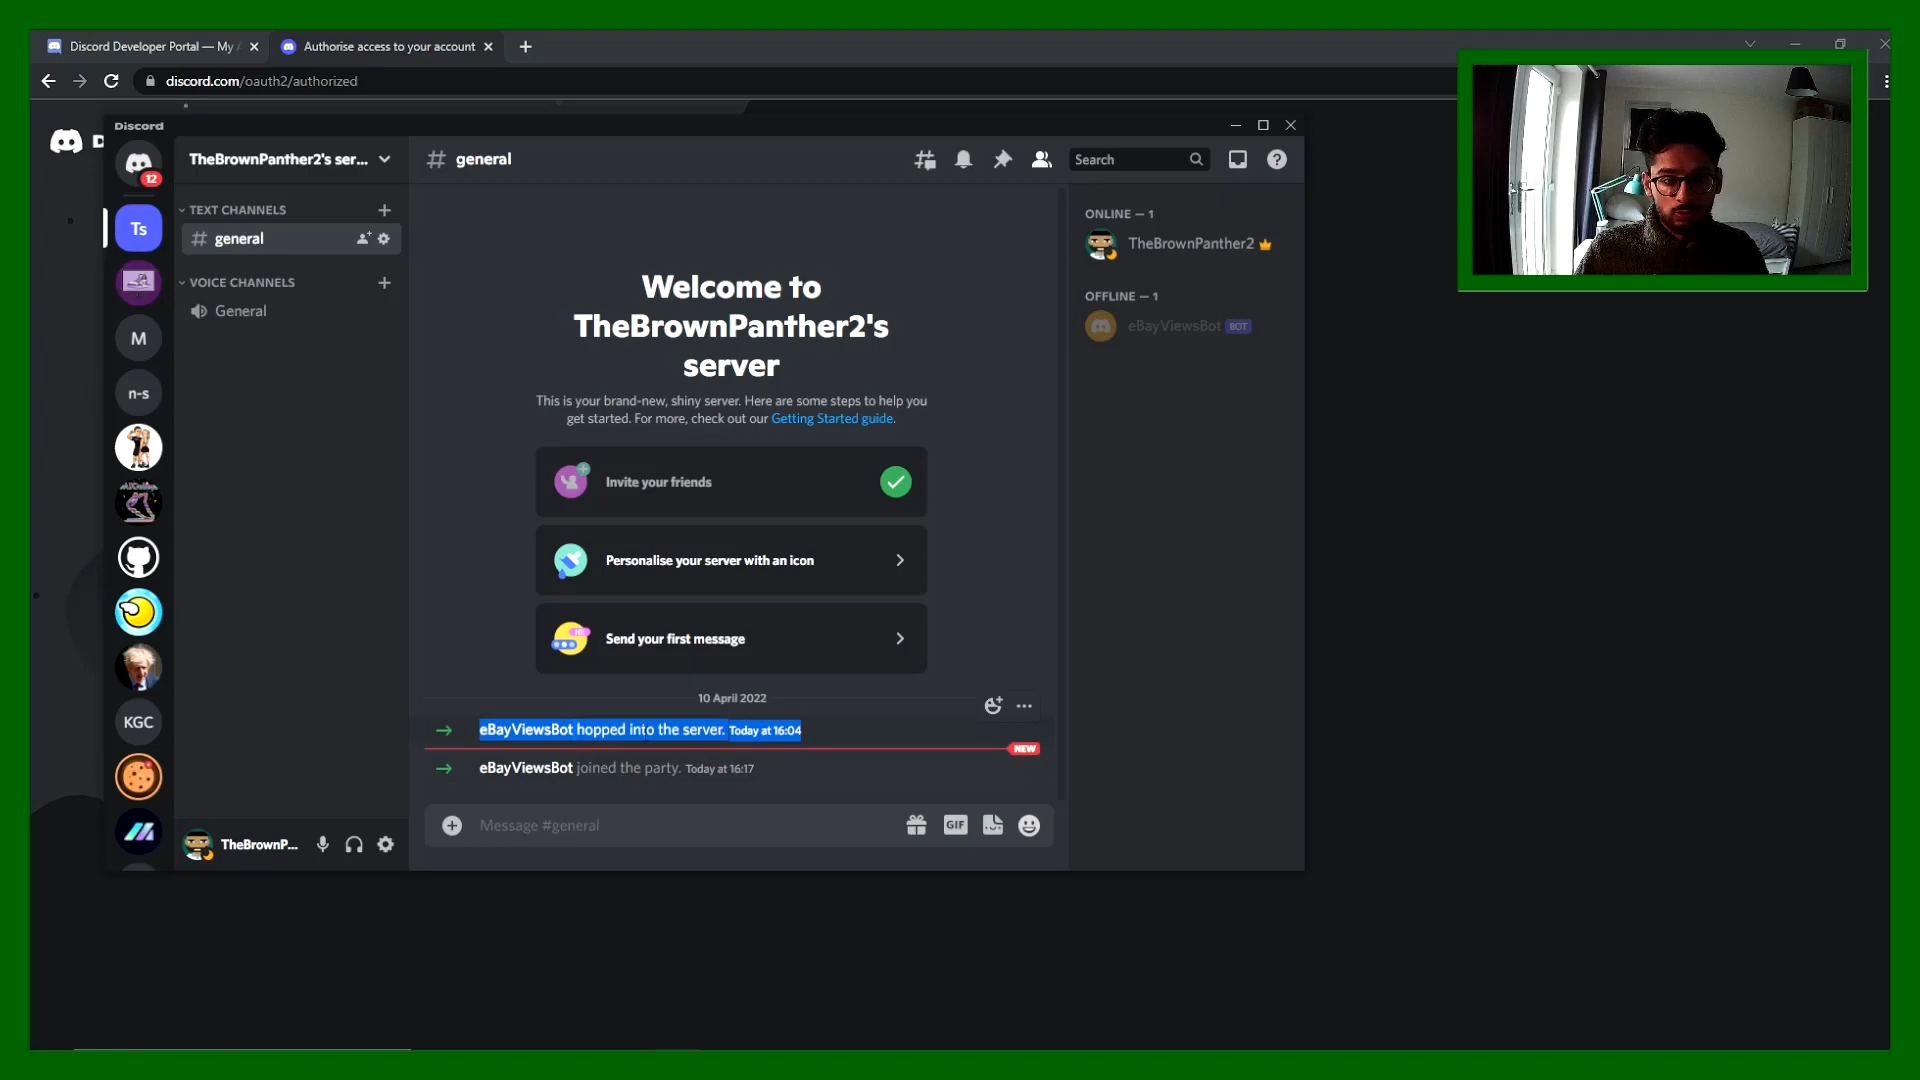 Discord Developer Portal — My A
Authorise access to your account
discord.com/oauth2/authorized
D
Discord
12
TheBrownPanther2's ser...
general
Search
TEXT CHANNELS
general
VOICE CHANNELS
General
Ts
M
n-s
KGC
Welcome to
TheBrownPanther2's
server
This is your brand-new, shiny server. Here are some steps to help you
get started. For more, check out our Getting Started guide.
Invite your friends
Personalise your server with an icon
Send your first message
10 April 2022
eBayViewsBot hopped into the server. Today at 16:04
NEW
eBayViewsBot joined the party. Today at 16:17
Message #general
GIF
TheBrownP...
ONLINE — 1
TheBrownPanther2
OFFLINE — 1
eBayViewsBot BOT